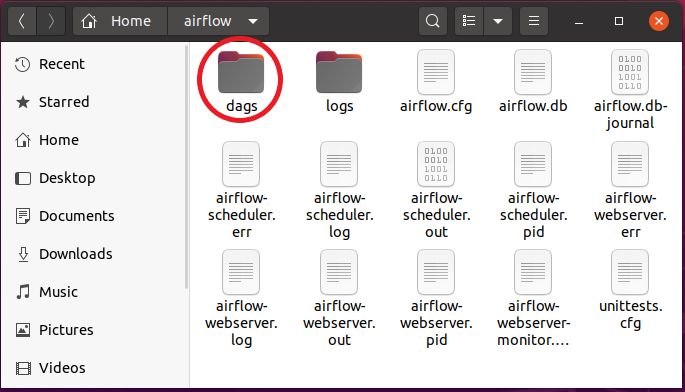 Home
airflow
Recent
Starred
Home
Desktop
Documents
Downloads
Music
Pictures
Videos
dags
logs
airflow.cfg
airflow.db
airflow.db-
journal
airflow-
scheduler.
err
airflow-
scheduler.
log
airflow-
scheduler.
out
airflow-
scheduler.
pid
airflow-
webserver.
err
airflow-
webserver.
log
airflow-
webserver.
out
airflow-
webserver.
pid
airflow-
webserver-
monitor.…
unittests.
cfg